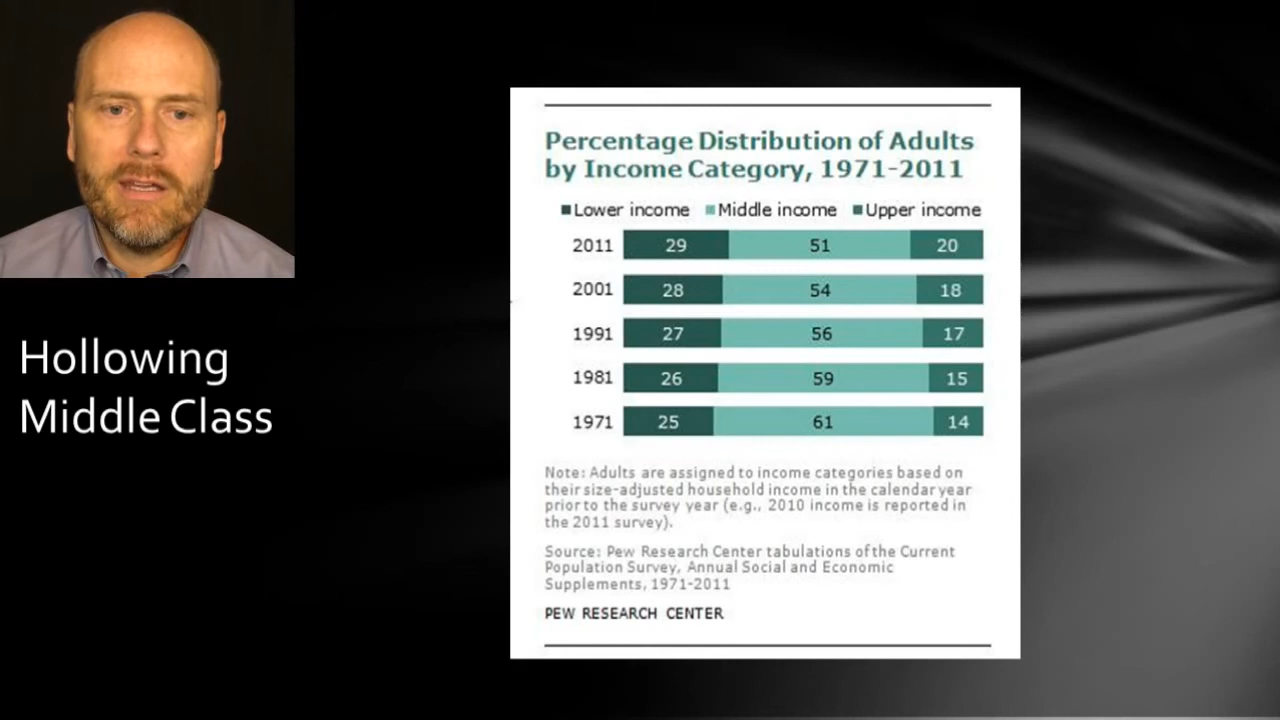 Hollowing
Middle Class
Percentage Distribution of Adults
by Income Category, 1971-2011
Lower income Middle income Upper income
2011 29 51 20
2001 28 54 18
1991 27 56 17
1981 26 59 15
1971 25 61 14
Note: Adults are assigned to income categories based on
their size-adjusted household income in the calendar year
prior to the survey year (e.g., 2010 income is reported in
the 2011 survey).
Source: Pew Research Center tabulations of the Current
Population Survey, Annual Social and Economic
Supplements, 1971-2011
PEW RESEARCH CENTER